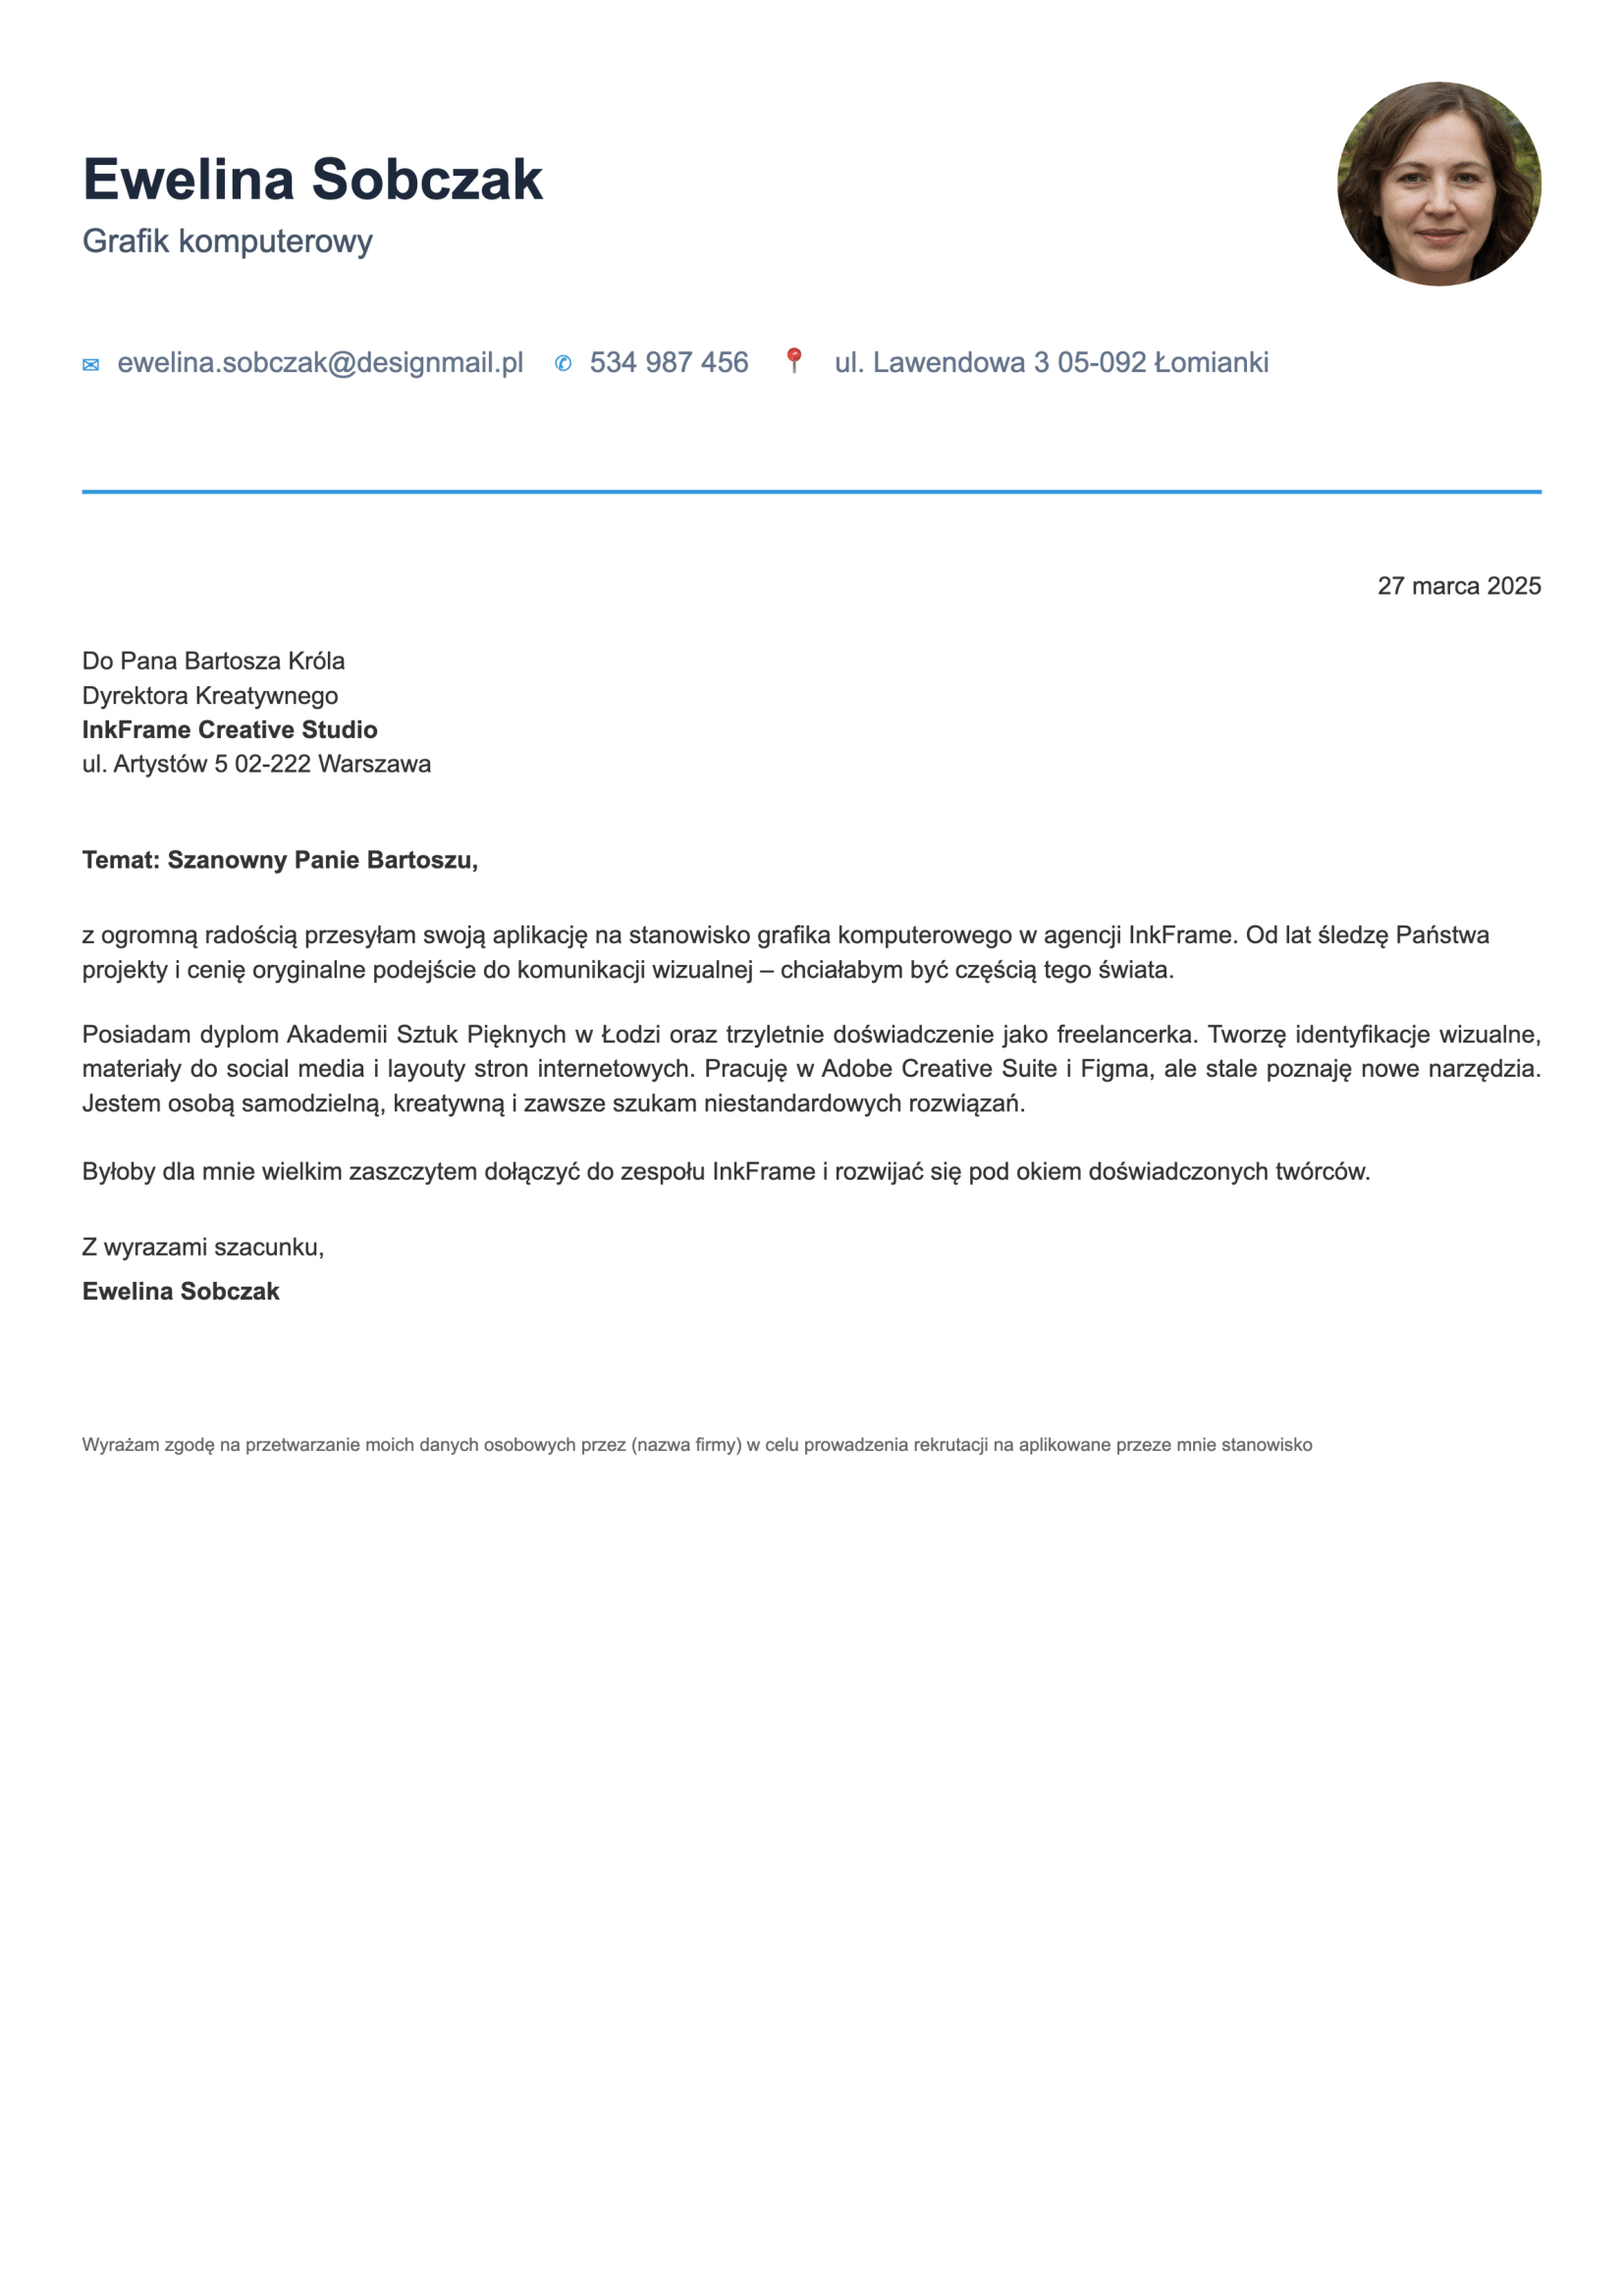 Ewelina Sobczak
Grafik komputerowy
✉ ewelina.sobczak@designmail.pl ✆ 534 987 456 📍 ul. Lawendowa 3 05-092 Łomianki
27 marca 2025
Do Pana Bartosza Króla
Dyrektora Kreatywnego
InkFrame Creative Studio
ul. Artystów 5 02-222 Warszawa
Temat: Szanowny Panie Bartoszu,
z ogromną radością przesyłam swoją aplikację na stanowisko grafika komputerowego w agencji InkFrame. Od lat śledzę Państwa
projekty i cenię oryginalne podejście do komunikacji wizualnej – chciałabym być częścią tego świata.
Posiadam dyplom Akademii Sztuk Pięknych w Łodzi oraz trzyletnie doświadczenie jako freelancerka. Tworzę identyfikacje wizualne,
materiały do social media i layouty stron internetowych. Pracuję w Adobe Creative Suite i Figma, ale stale poznaję nowe narzędzia.
Jestem osobą samodzielną, kreatywną i zawsze szukam niestandardowych rozwiązań.
Byłoby dla mnie wielkim zaszczytem dołączyć do zespołu InkFrame i rozwijać się pod okiem doświadczonych twórców.
Z wyrazami szacunku,
Ewelina Sobczak
Wyrażam zgodę na przetwarzanie moich danych osobowych przez (nazwa firmy) w celu prowadzenia rekrutacji na aplikowane przeze mnie stanowisko